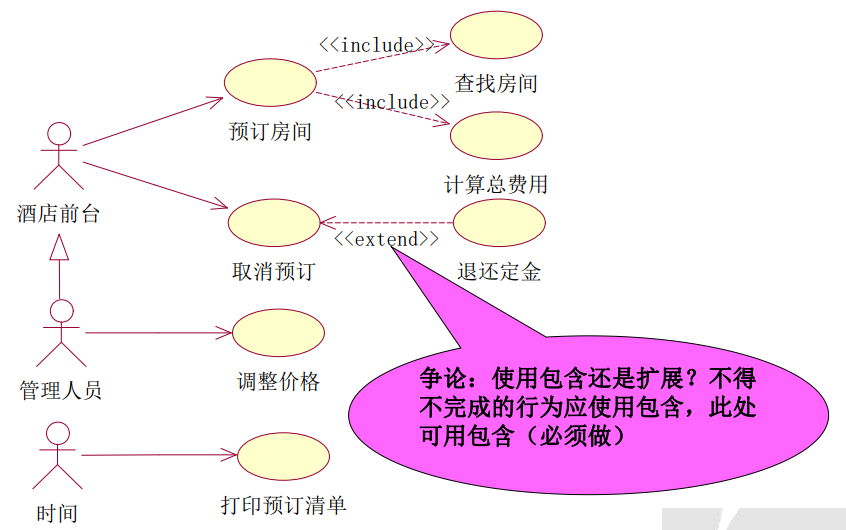 <<include>>
查找房间
<<include>>
预订房间
计算总费用
酒店前台
<<extend>>
取消预订
退还定金
管理人员
调整价格
争论：使用包含还是扩展？不得
不完成的行为应使用包含，此处
可用包含（必须做）
时间
打印预订清单